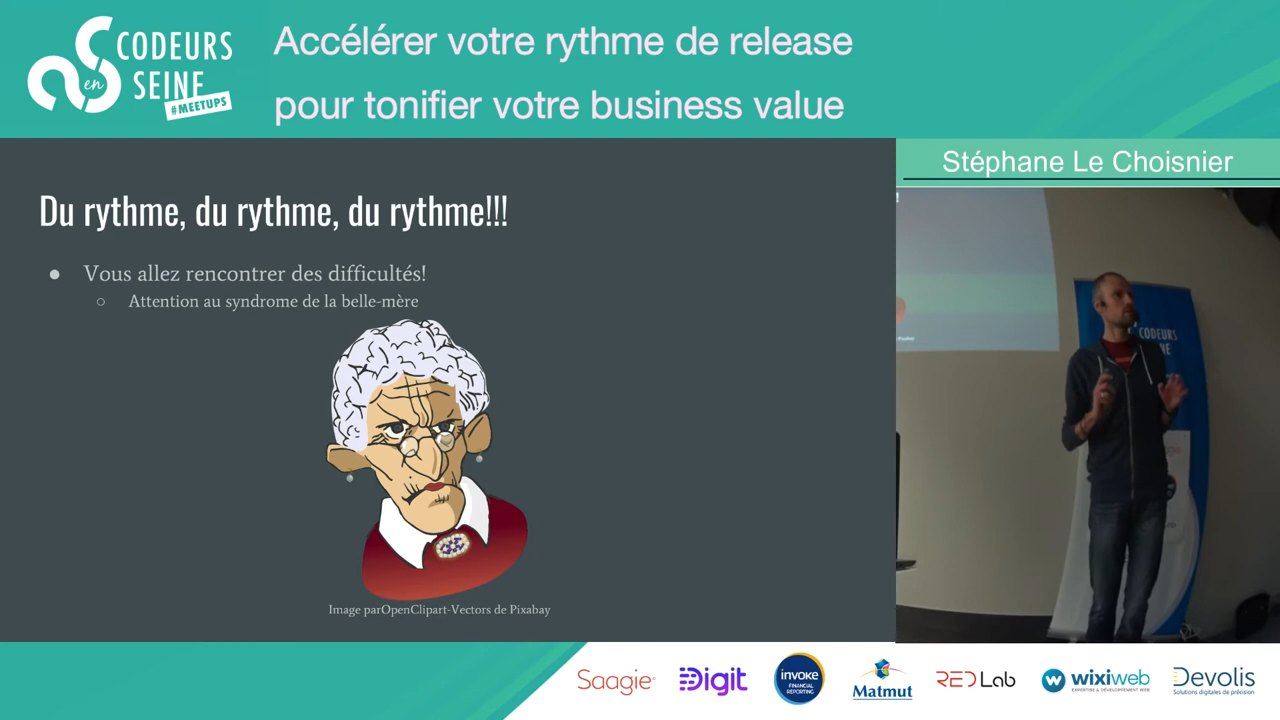 CODEURS
en
SEINE
#MEETUPS
Accélérer votre rythme de release
pour tonifier votre business value
Stéphane Le Choisnier
Du rythme, du rythme, du rythme!!!
Vous allez rencontrer des difficultés!
Attention au syndrome de la belle-mère
Image parOpenClipart-Vectors de Pixabay
CODEURS
Saagie
Digit
invoke
FINANCIAL
REPORTING
Matmut
RED Lab
wixiweb
EXPERTISE & DÉVELOPPEMENT WEB
Devolis
Solutions digitales de précision